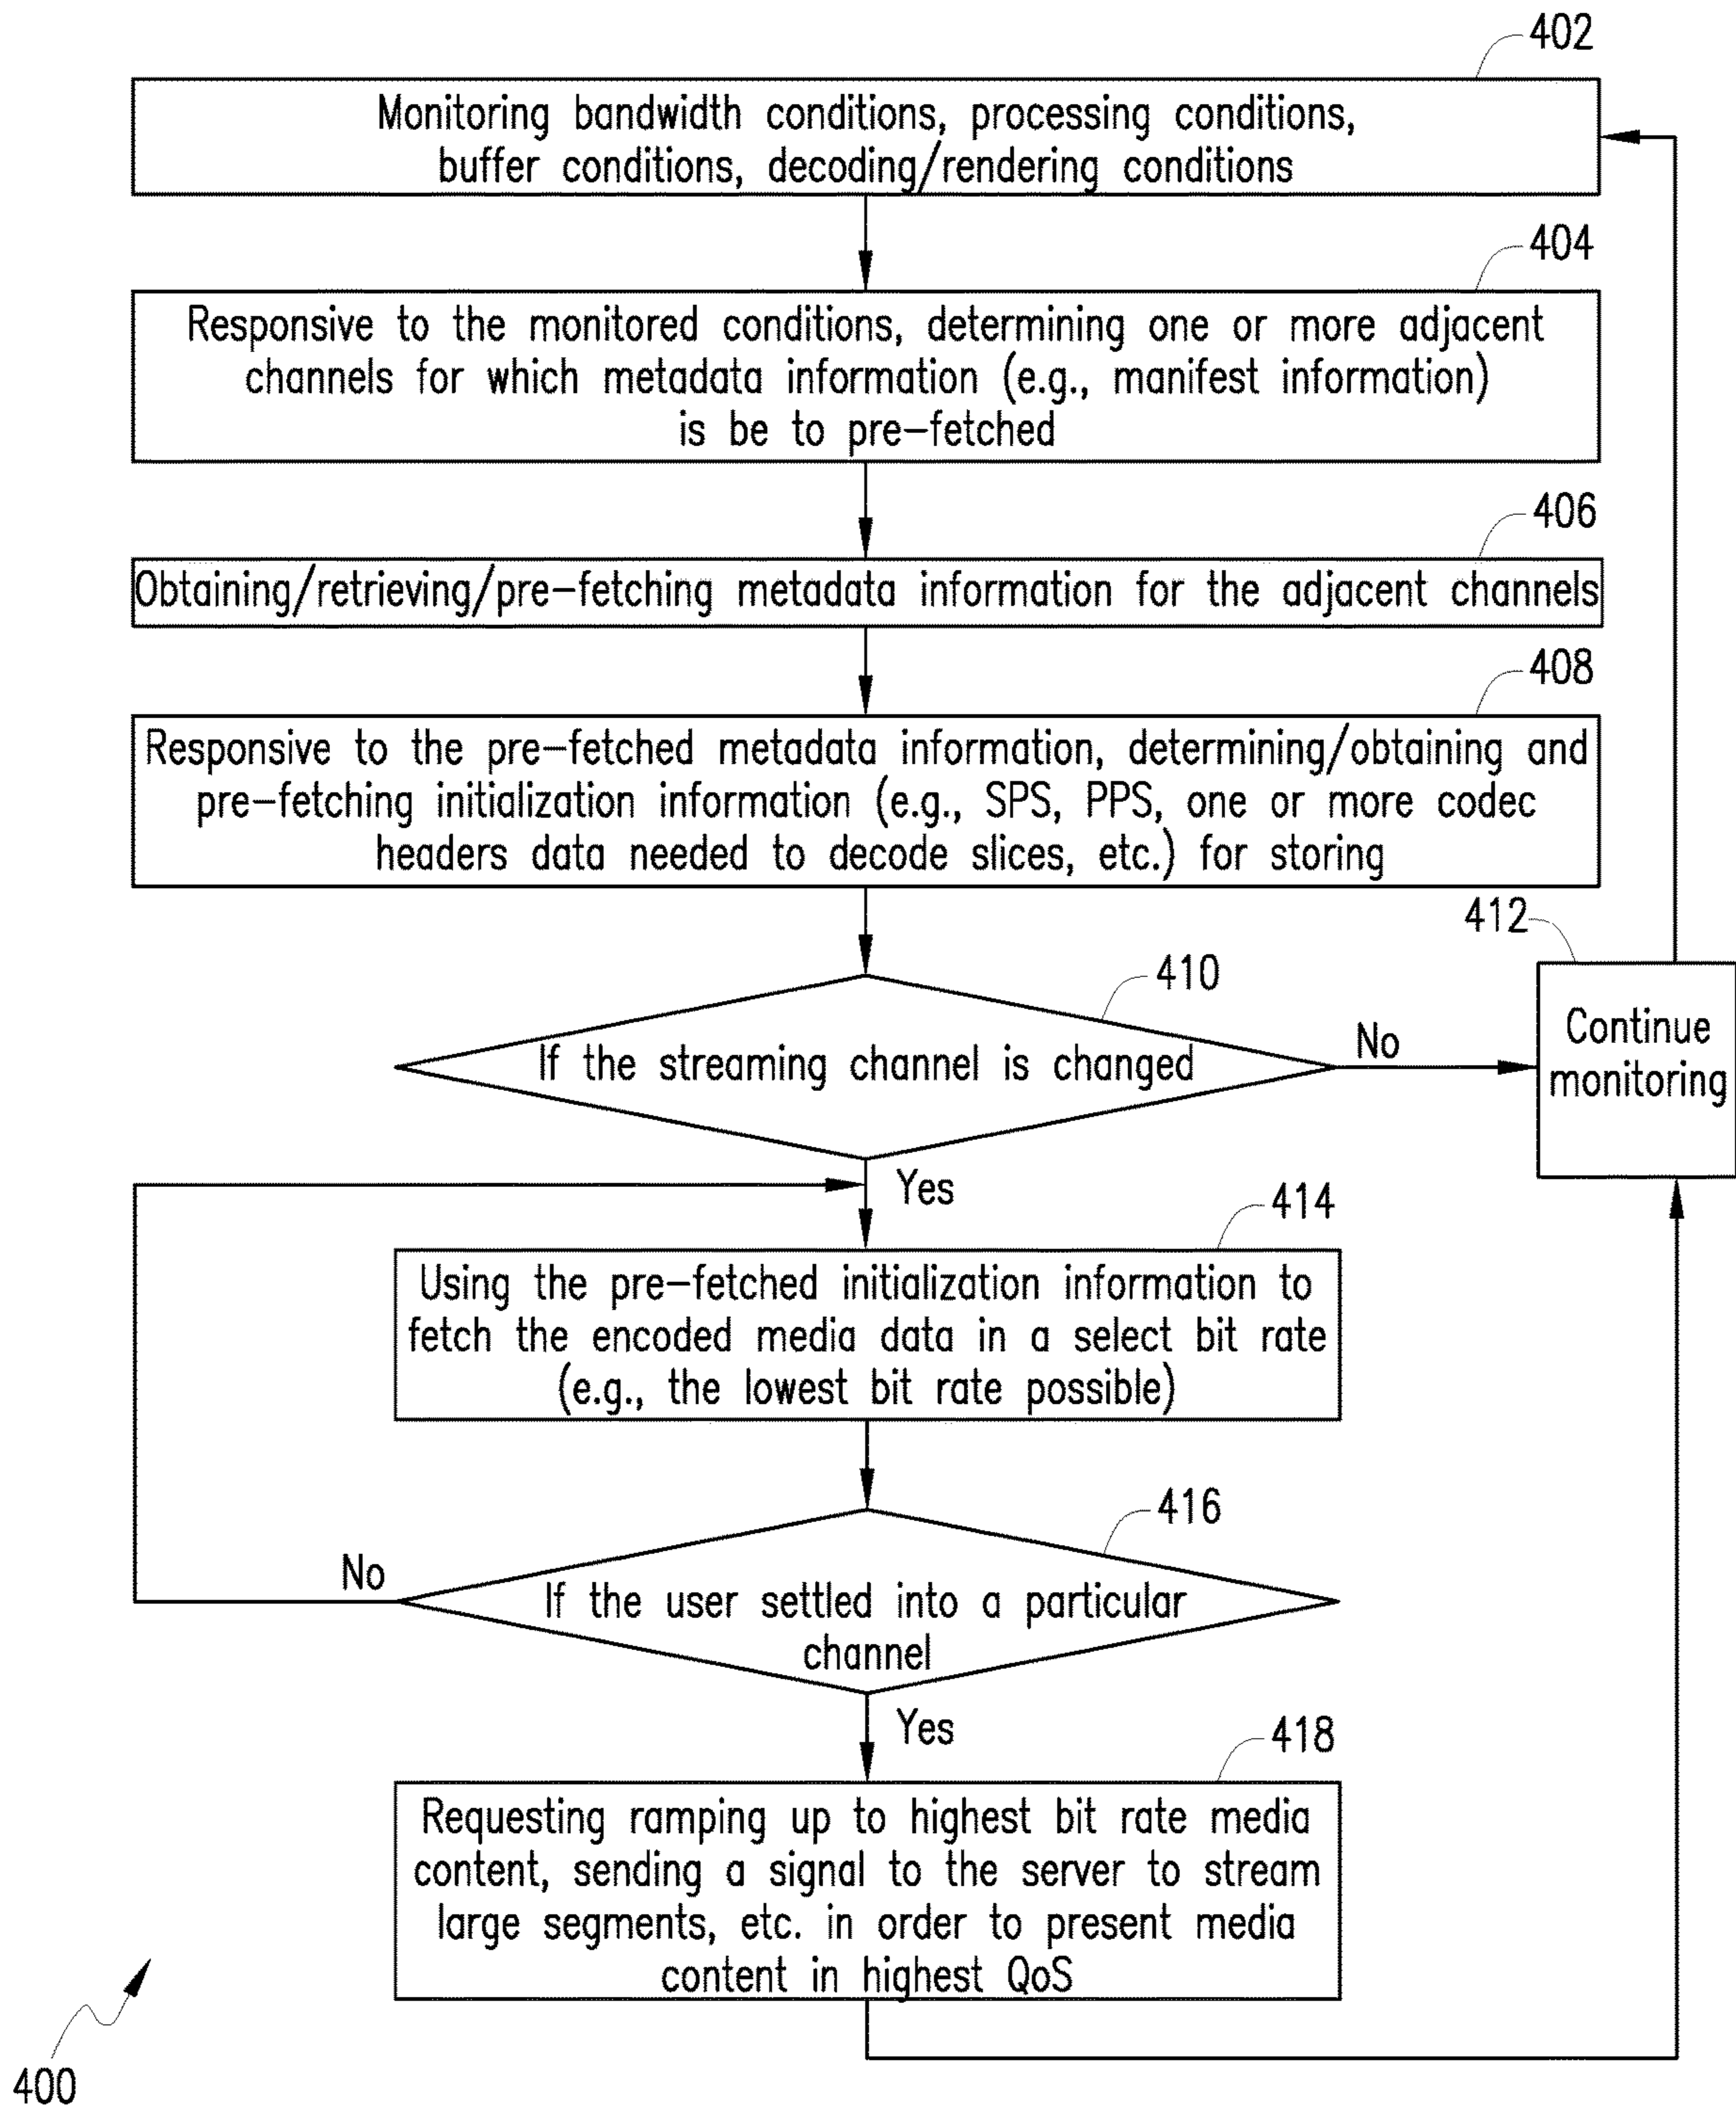 402
Monitoring bandwidth conditions, processing conditions,
buffer conditions, decoding/rendering conditions
404
Responsive to the monitored conditions, determining one or more adjacent
channels for which metadata information (e.g., manifest information)
is be to pre-fetched
406
Obtaining/retrieving/pre-fetching metadata information for the adjacent channels
408
Responsive to the pre-fetched metadata information, determining/obtaining and
pre-fetching initialization information (e.g., SPS, PPS, one or more codec
headers data needed to decode slices, etc.) for storing
412
410
Continue
monitoring
If the streaming channel is changed
No
Yes
414
Using the pre-fetched initialization information to
fetch the encoded media data in a select bit rate
(e.g., the lowest bit rate possible)
416
No
If the user settled into a particular
channel
Yes
418
Requesting ramping up to highest bit rate media
content, sending a signal to the server to stream
large segments, etc. in order to present media
content in highest QoS
400